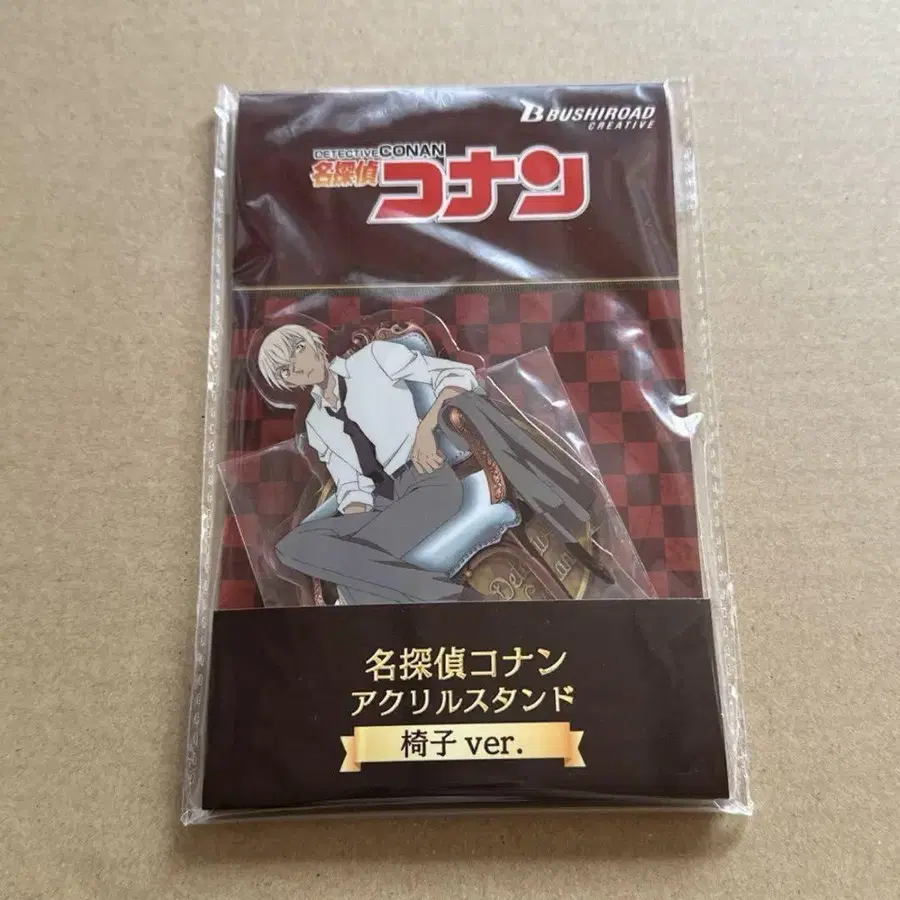 BUSHIROAD
CREATIVE
DETECTIVE CONAN
名探偵コナン
名探偵コナン
アクリルスタンド
椅子 ver.